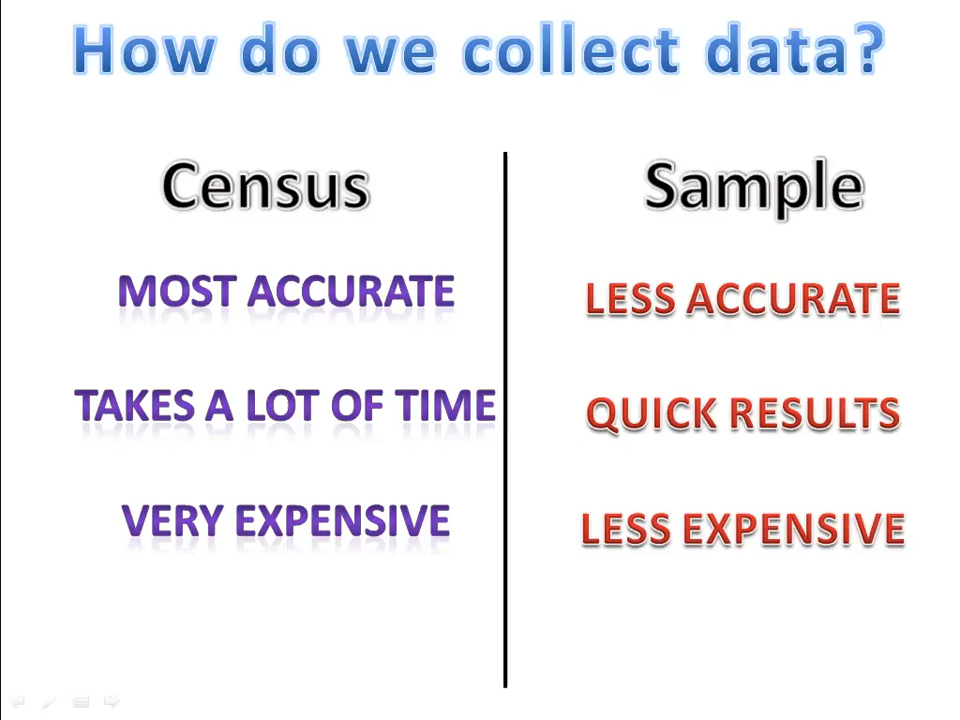 How do we collect data?
Census
MOST ACCURATE
TAKES A LOT OF TIME
VERY EXPENSIVE
Sample
LESS ACCURATE
QUICK RESULTS
LESS EXPENSIVE